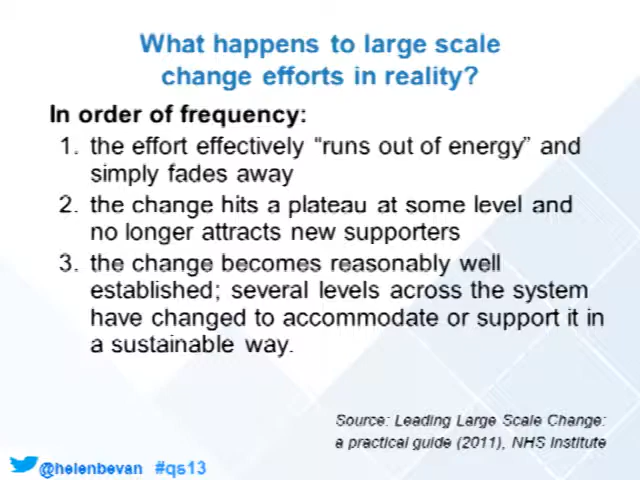 What happens to large scale
change efforts in reality?
In order of frequency:
1. the effort effectively “runs out of energy” and
simply fades away
2. the change hits a plateau at some level and
no longer attracts new supporters
3. the change becomes reasonably well
established; several levels across the system
have changed to accommodate or support it in
a sustainable way.
Source: Leading Large Scale Change:
a practical guide (2011), NHS Institute
@helenbevan #qs13